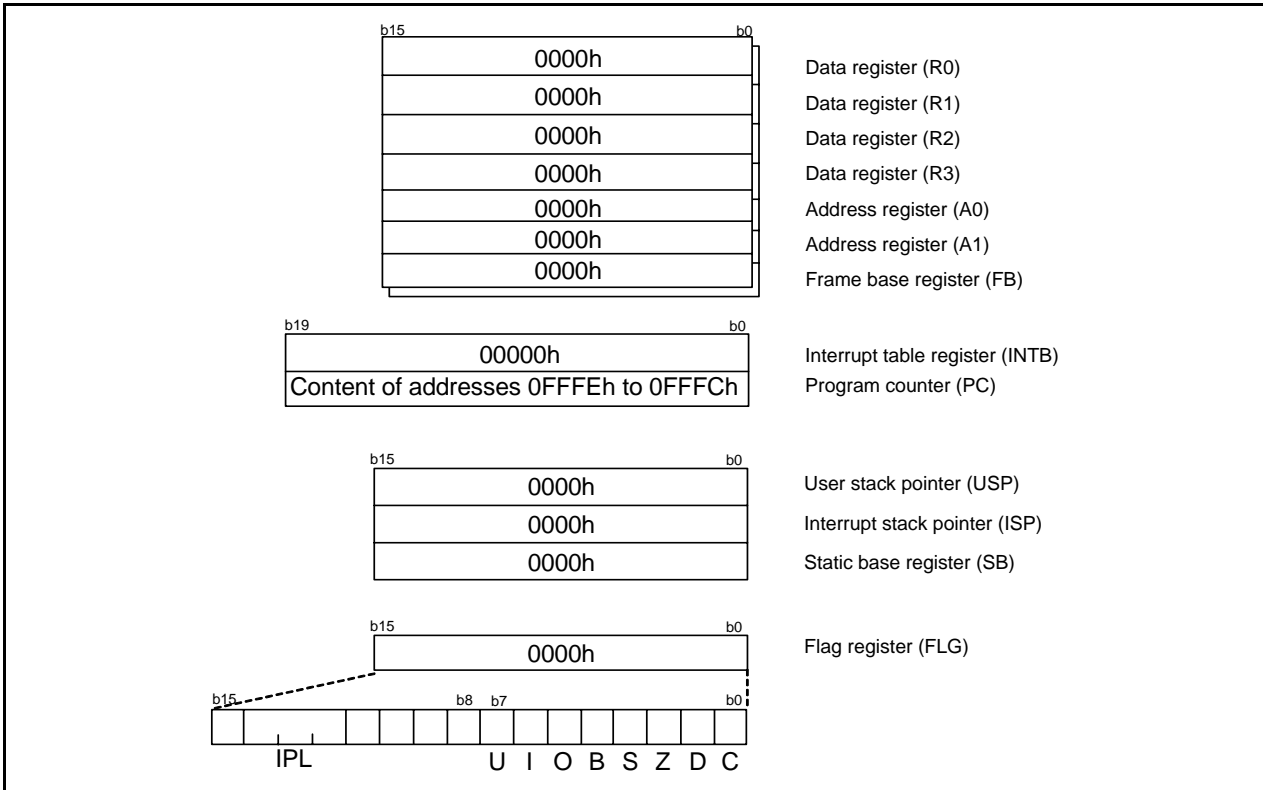 b15 b0
0000h Data register (R0)
0000h Data register (R1)
0000h Data register (R2)
0000h Data register (R3)
0000h Address register (A0)
0000h Address register (A1)
0000h Frame base register (FB)
b19 b0
00000h Interrupt table register (INTB)
Content of addresses 0FFFEh to 0FFFCh Program counter (PC)
b15 b0
0000h User stack pointer (USP)
0000h Interrupt stack pointer (ISP)
0000h Static base register (SB)
b15 b0
0000h Flag register (FLG)
b15 b8 b7 b0
IPL U I O B S Z D C